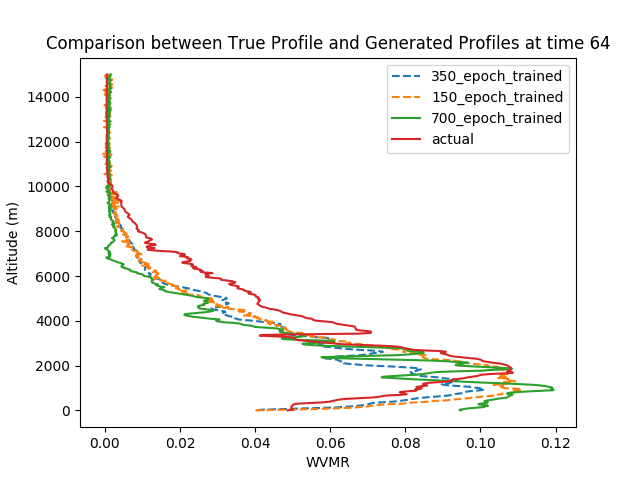 Comparison between True Profile and Generated Profiles at time 64
350_epoch_trained
150_epoch_trained
700_epoch_trained
actual
14000
12000
10000
8000
6000
4000
2000
0
Altitude (m)
0.00 0.02 0.04 0.06 0.08 0.10 0.12
WVMR